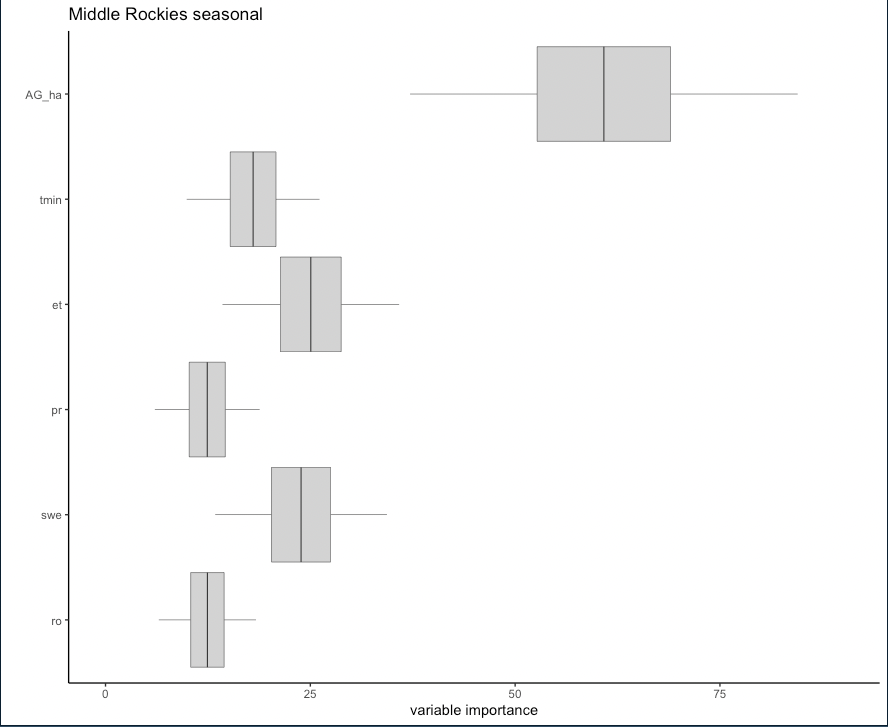 Middle Rockies seasonal
AG_ha
tmin
et
pr
swe
ro
0 25 50 75
variable importance